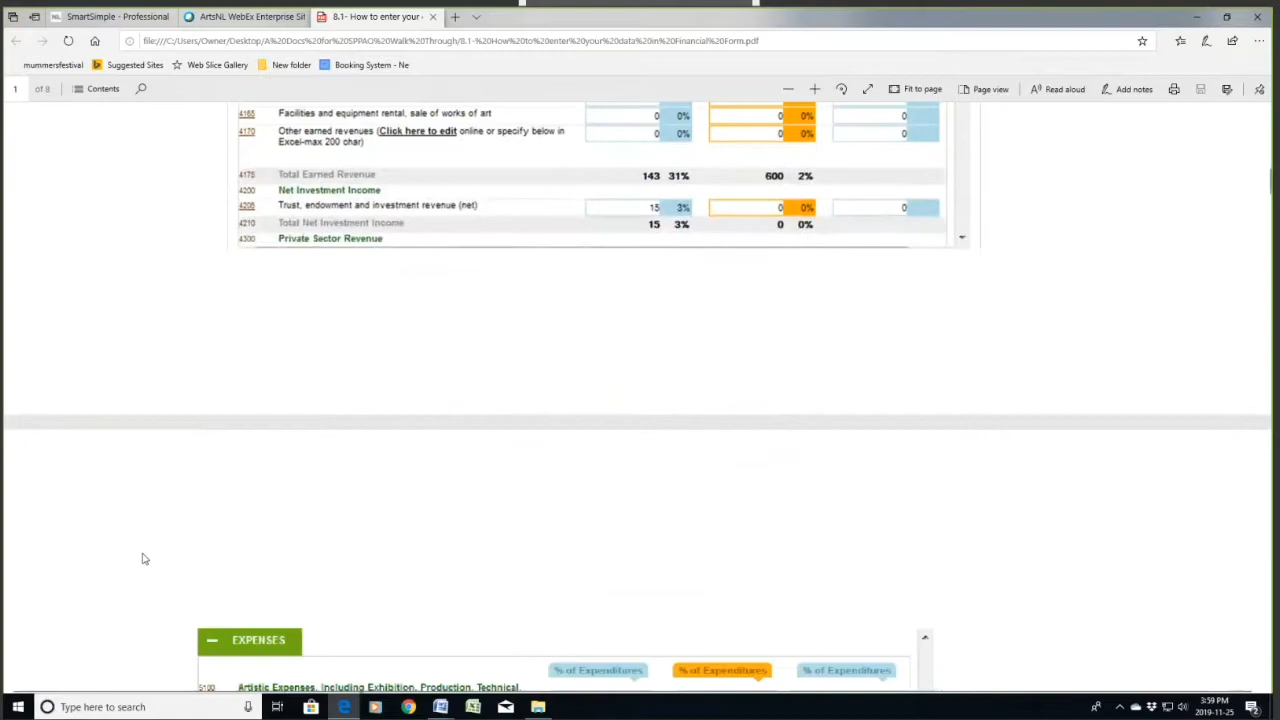 SmartSimple - Professional
ArtsNL WebEx Enterprise Sit
8.1- How to enter your
file:///C:/Users/Owner/Desktop/A%20Docs%20for%20SPPAO%20Walk%20Through/8.1-%20How%20to%20enter%20your%20data%20in%20Financial%20Form.pdf
mummersfestival Suggested Sites Web Slice Gallery New folder Booking System - Ne
1 of 8 Contents Fit to page Page view Read aloud Add notes
4165 Facilities and equipment rental, sale of works of art 0 0% 0 0% 0
4170 Other earned revenues (Click here to edit online or specify below in 0 0% 0 0% 0
Excel-max 200 char)
4175 Total Earned Revenue 143 31% 600 2%
4200 Net Investment Income
4205 Trust, endowment and investment revenue (net) 15 3% 0 0% 0
4210 Total Net Investment Income 15 3% 0 0%
4300 Private Sector Revenue
EXPENSES
% of Expenditures % of Expenditures % of Expenditures
5100 Artistic Expenses, Including Exhibition, Production, Technical,
Type here to search
3:59 PM
2019-11-25
2